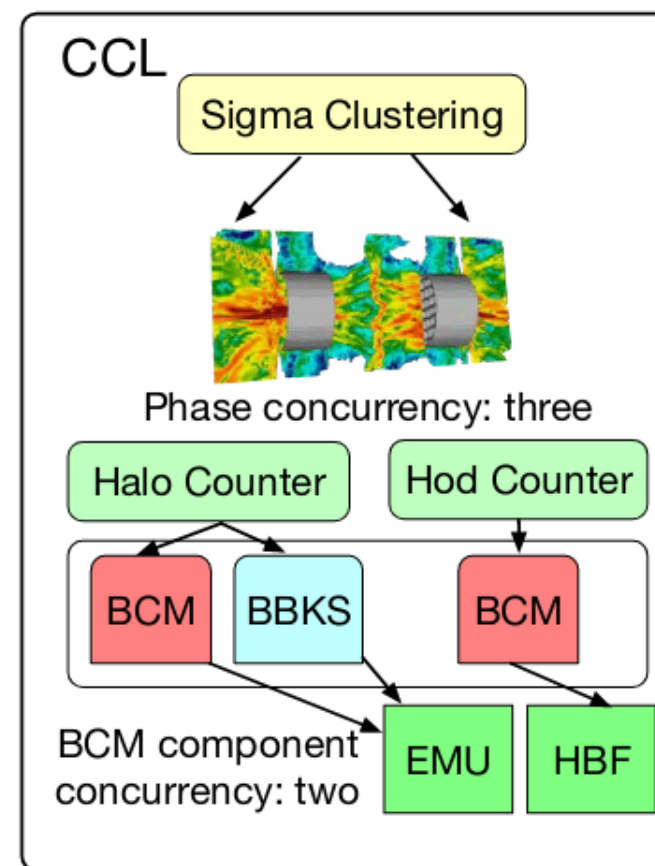 CCL
Sigma Clustering
Phase concurrency: three
Halo Counter
Hod Counter
BCM
BBKS
BCM
BCM component
concurrency: two
EMU
HBF